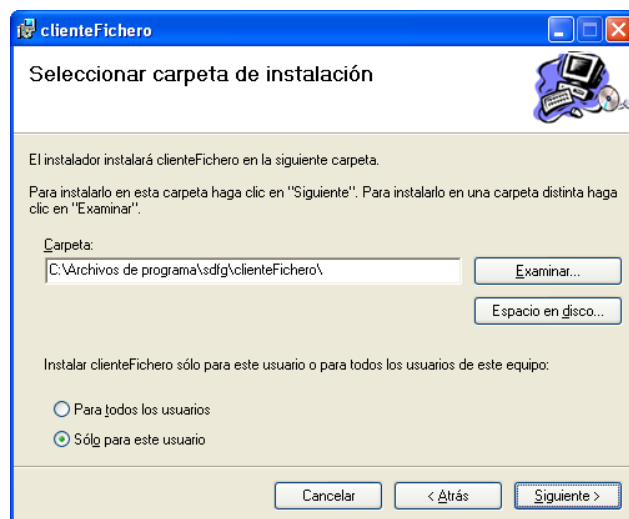 clienteFichero
Seleccionar carpeta de instalación
El instalador instalará clienteFichero en la siguiente carpeta.
Para instalarlo en esta carpeta haga clic en "Siguiente". Para instalarlo en una carpeta distinta haga
clic en "Examinar".
Carpeta:
C:\Archivos de programa\sdfg\clienteFichero\
Examinar...
Espacio en disco...
Instalar clienteFichero sólo para este usuario o para todos los usuarios de este equipo:
Para todos los usuarios
Sólo para este usuario
Cancelar
< Atrás
Siguiente >